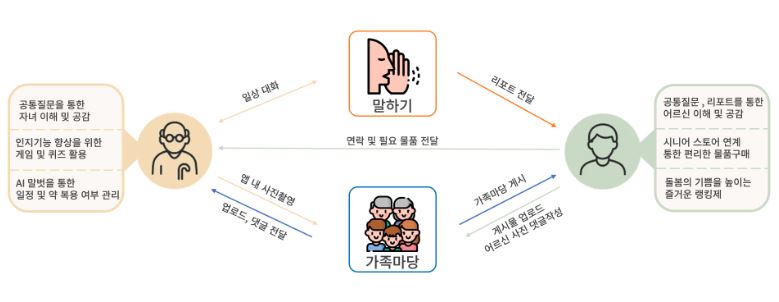 공통질문을 통한
자녀 이해 및 공감
인지기능 향상을 위한
게임 및 퀴즈 활용
AI 말벗을 통한
일정 및 약 복용 여부 관리
일상 대화
말하기
리포트 전달
연락 및 필요 물품 전달
앱 내 사진촬영
업로드, 댓글 전달
가족마당
가족마당 게시
게시물 업로드
어르신 사진 댓글작성
공통질문 , 리포트를 통한
어르신 이해 및 공감
시니어 스토어 연계
통한 편리한 물품구매
돌봄의 기쁨을 높이는
즐거운 랭킹제